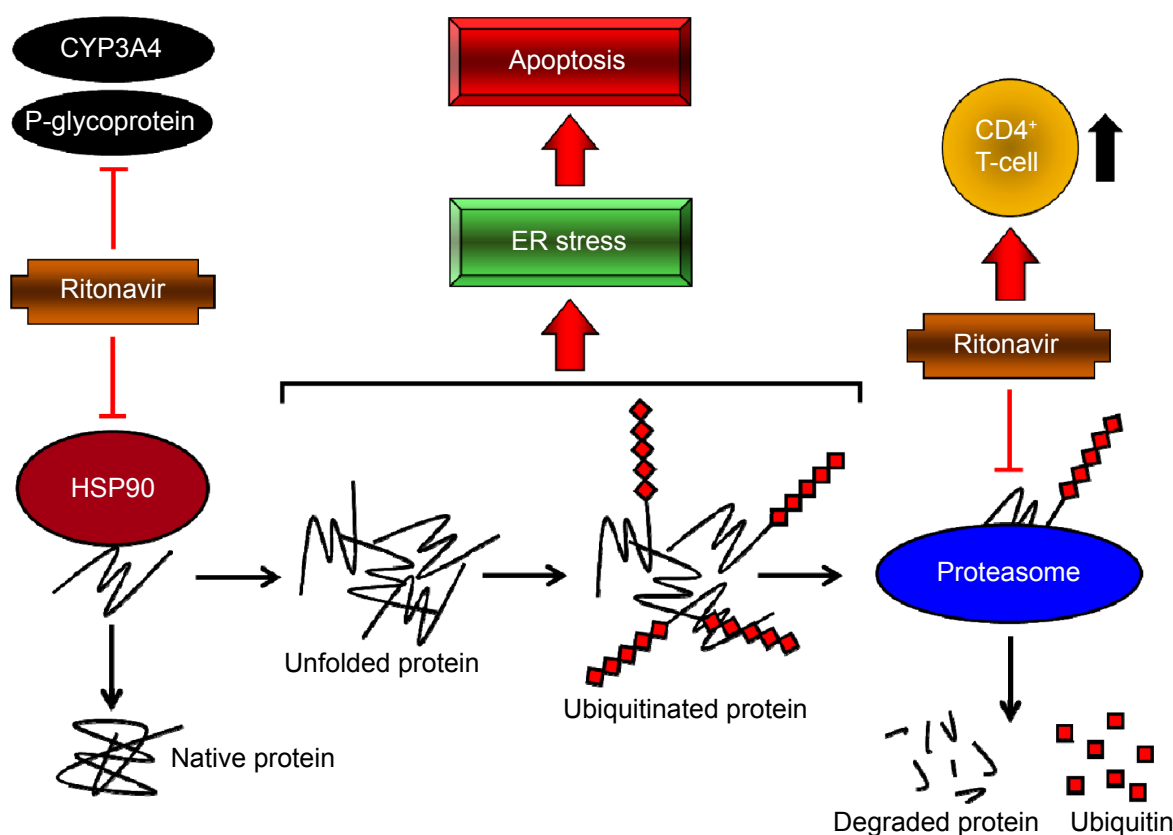 CYP3A4
P-glycoprotein
Ritonavir
HSP90
Native protein
Apoptosis
ER stress
Unfolded protein
Ubiquitinated protein
CD4⁺
T-cell
Ritonavir
Proteasome
Degraded protein
Ubiquitin